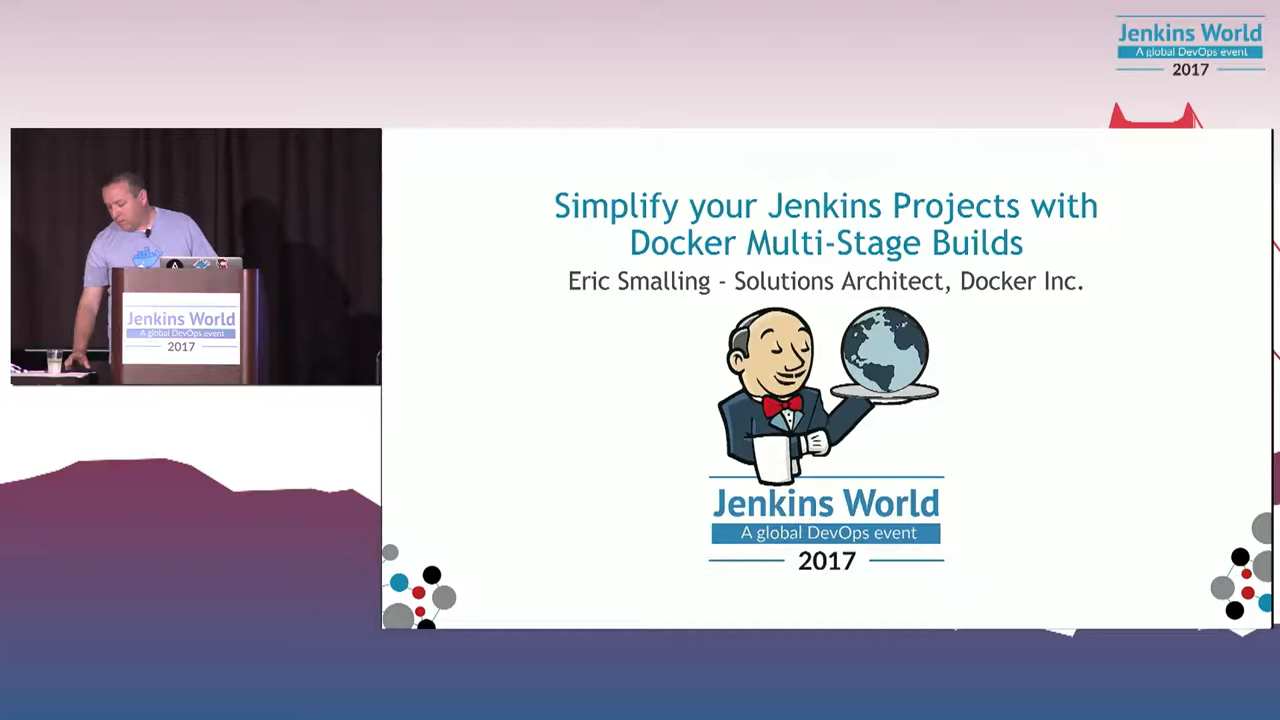 Jenkins World
A global DevOps event
2017
Simplify your Jenkins Projects with
Docker Multi-Stage Builds
Eric Smalling - Solutions Architect, Docker Inc.
Jenkins World
A global DevOps event
2017
Jenkins World
A global DevOps event
2017